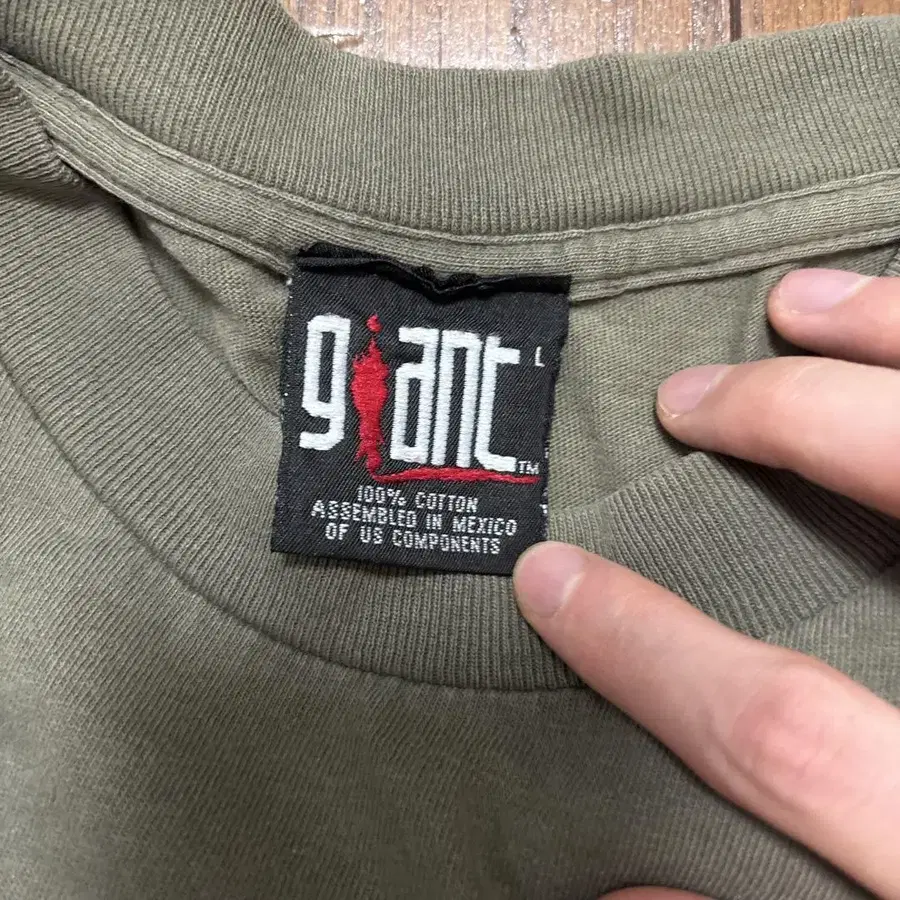 giant L
TM
100% COTTON
ASSEMBLED IN MEXICO
OF US COMPONENTS